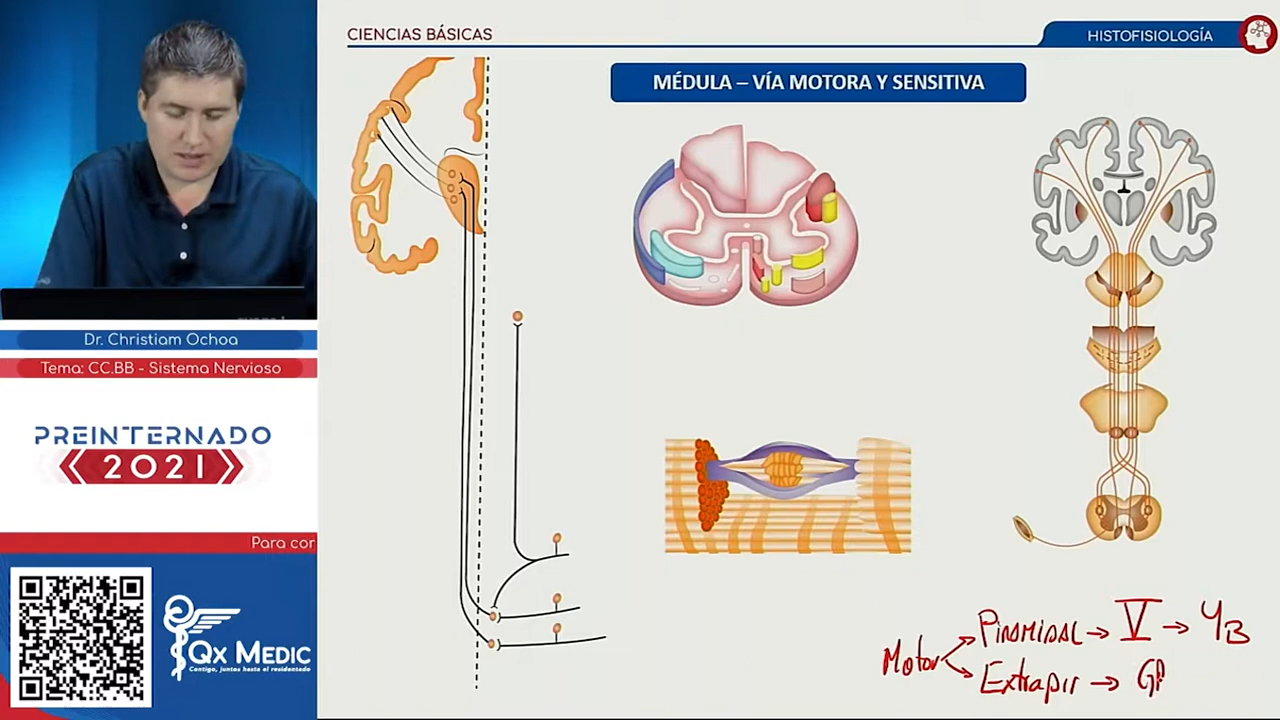 CIENCIAS BÁSICAS
HISTOFISIOLOGÍA
MÉDULA – VÍA MOTORA Y SENSITIVA
Dr. Christiam Ochoa
Tema: CC.BB - Sistema Nervioso
PREINTERNADO
2021
Para cor
QX MEDIC
Contigo, juntos hasta el residentado
Motor
Piramidal → V → 4B
Extrapir → GP